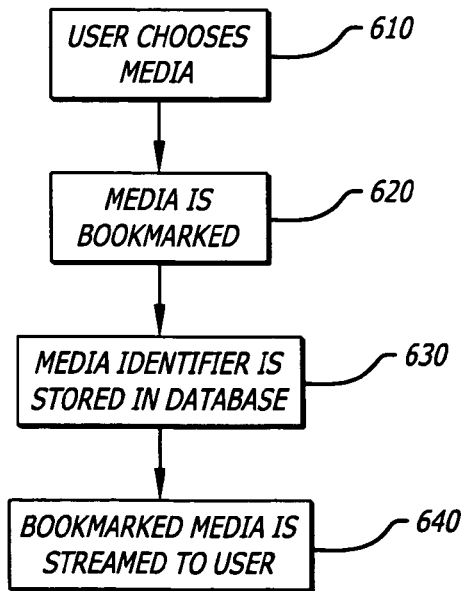 USER CHOOSES
MEDIA
610
MEDIA IS
BOOKMARKED
620
MEDIA IDENTIFIER IS
STORED IN DATABASE
630
BOOKMARKED MEDIA IS
STREAMED TO USER
640